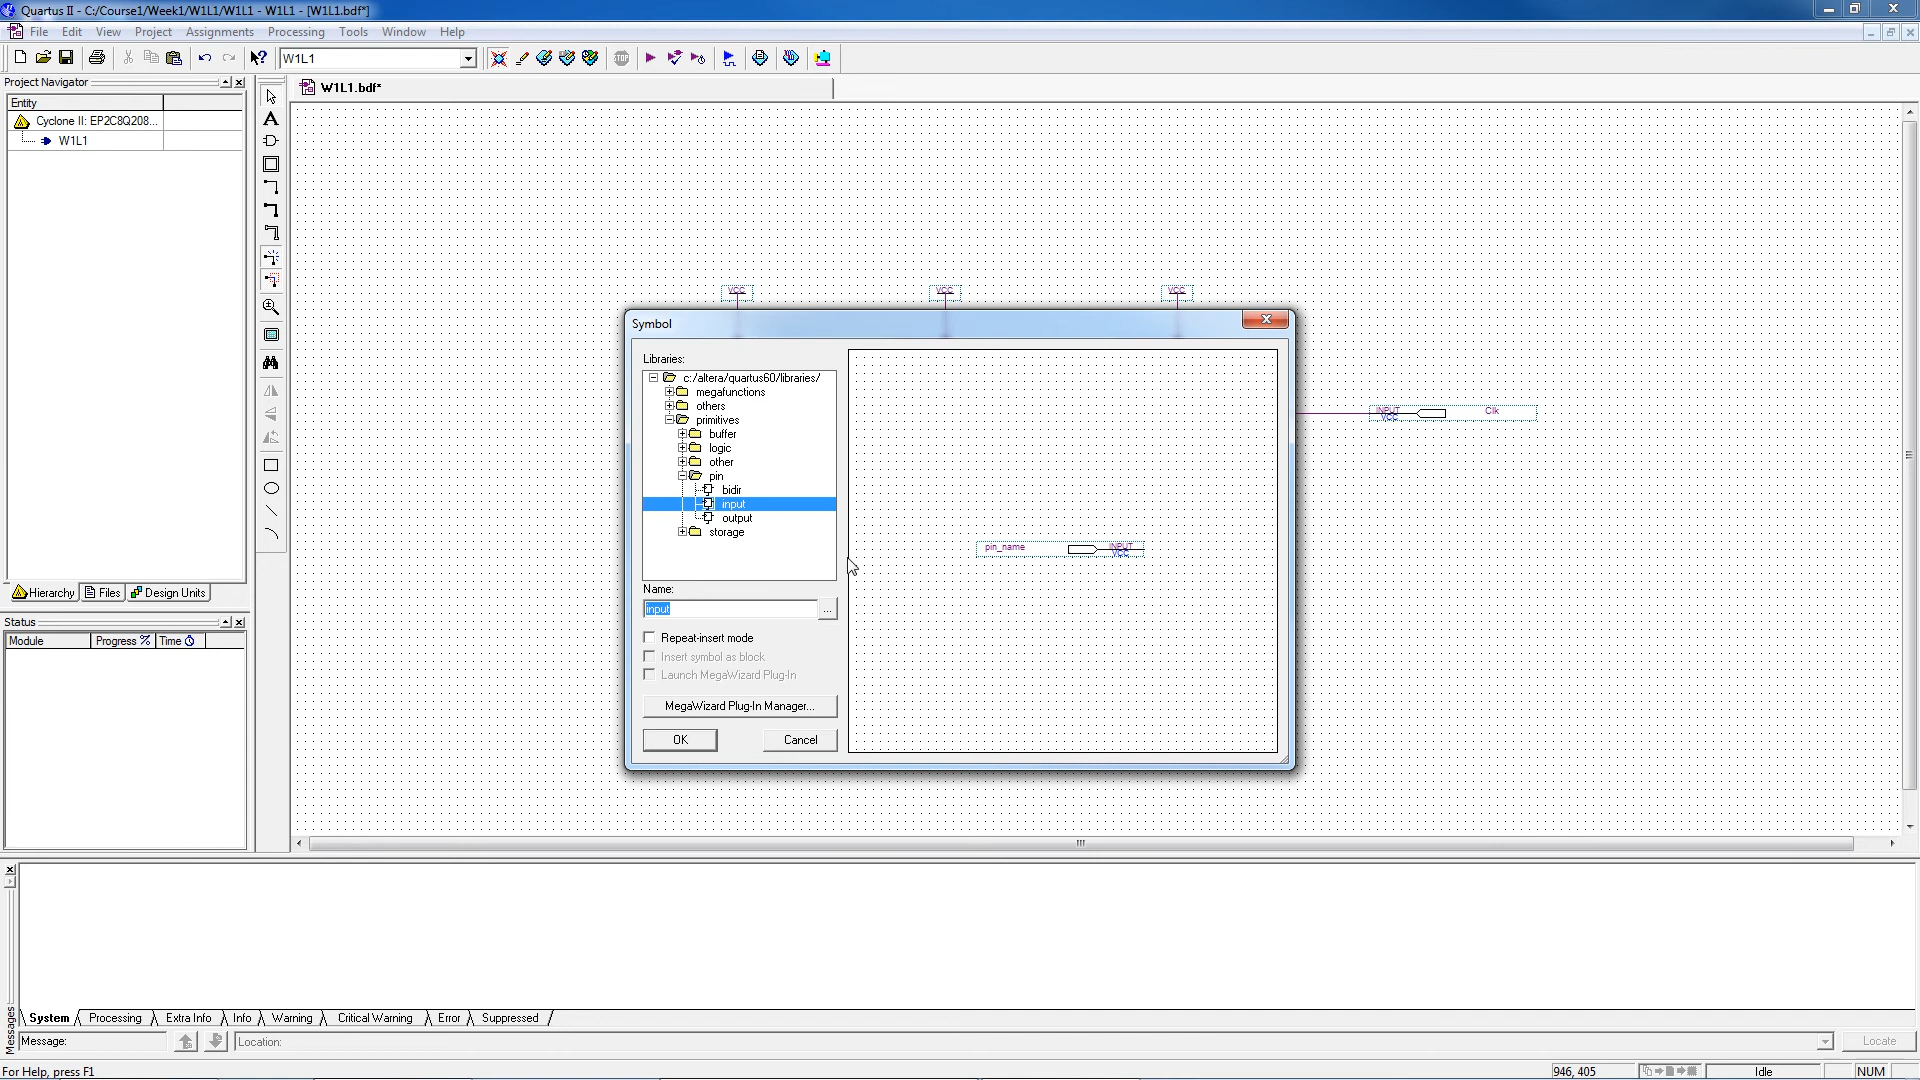 Quartus II - C:/Course1/Week1/W1L1/W1L1 - W1L1 - [W1L1.bdf*]
File Edit View Project Assignments Processing Tools Window Help
W1L1
Project Navigator
W1L1.bdf*
Entity
Cyclone II: EP2C8Q208...
W1L1
VCC VCC VCC
Symbol
Libraries:
c:/altera/quartus60/libraries/
megafunctions
others
primitives
buffer
logic
other
pin
bidir
input
output
storage
INPUT
VCC
Clk
pin_name
INPUT
VCC
Name:
input
...
Repeat-insert mode
Insert symbol as block
Launch MegaWizard Plug-In
MegaWizard Plug-In Manager...
OK Cancel
Hierarchy Files Design Units
Status
Module Progress % Time
System Processing Extra Info Info Warning Critical Warning Error Suppressed
Messages
Message: Location: Locate
For Help, press F1 946, 405 Idle NUM